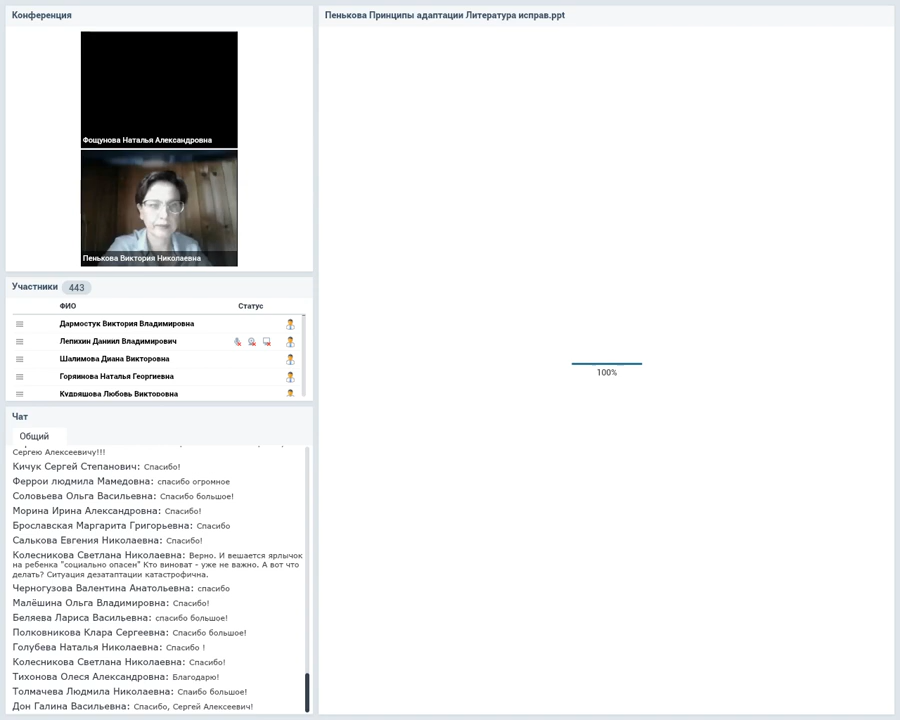 Конференция
Фощунова Наталья Александровна
Пенькова Виктория Николаевна
Участники 443
ФИО Статус
Дармостук Виктория Владимировна
Лепихин Даниил Владимирович
Шалимова Диана Викторовна
Горяинова Наталья Георгиевна
Кудряшова Любовь Викторовна
Чат
Общий
Сергею Алексеевичу!!!
Кичук Сергей Степанович: Спасибо!
Феррои людмила Мамедовна: спасибо огромное
Соловьева Ольга Васильевна: Спасибо большое!
Морина Ирина Александровна: Спасибо!
Брославская Маргарита Григорьевна: Спасибо
Салькова Евгения Николаевна: Спасибо!
Колесникова Светлана Николаевна: Верно. И вешается ярлычок
на ребенка "социально опасен" Кто виноват - уже не важно. А вот что
делать? Ситуация дезатаптации катастрофична.
Черногузова Валентина Анатольевна: спасибо
Малёшина Ольга Владимировна: Спасибо!
Беляева Лариса Васильевна: спасибо большое!
Полковникова Клара Сергеевна: Спасибо большое!
Голубева Наталья Николаевна: Спасибо !
Колесникова Светлана Николаевна: Спасибо!
Тихонова Олеся Александровна: Благодарю!
Толмачева Людмила Николаевна: Спаибо большое!
Дон Галина Васильевна: Спасибо, Сергей Алексеевич!
Пенькова Принципы адаптации Литература исправ.ppt
100%